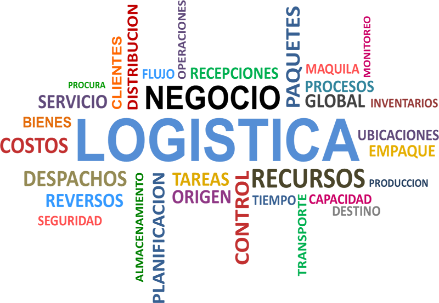 OPERACIONES
MONITOREO
CLIENTES
DISTRIBUCION
PAQUETES
FLUJO
RECEPCIONES
MAQUILA
PROCURA
PROCESOS
SERVICIO
NEGOCIO
GLOBAL
INVENTARIOS
BIENES
LOGISTICA
UBICACIONES
COSTOS
EMPAQUE
DESPACHOS
TAREAS
RECURSOS
PRODUCCION
REVERSOS
ORIGEN
TIEMPO
CAPACIDAD
SEGURIDAD
DESTINO
ALMACENAMIENTO
PLANIFICACION
CONTROL
TRANSPORTE